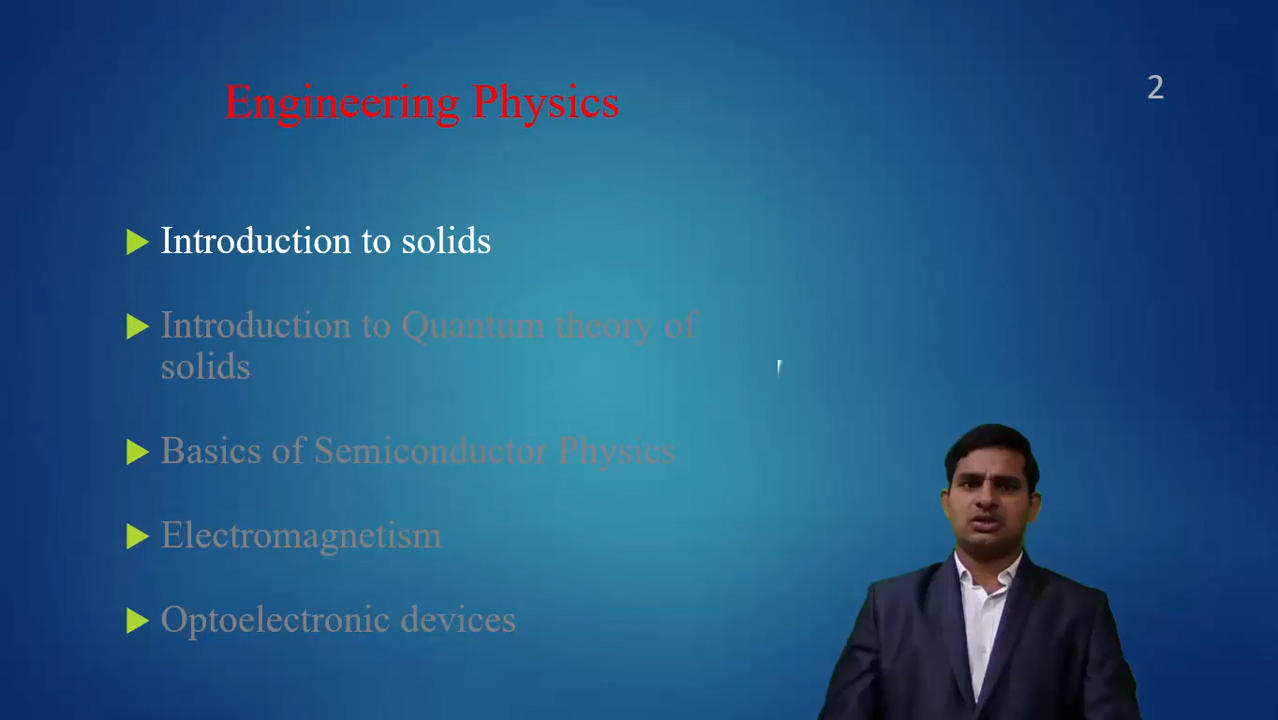 Engineering Physics
2
Introduction to solids
Introduction to Quantum theory of
solids
Basics of Semiconductor Physics
Electromagnetism
Optoelectronic devices